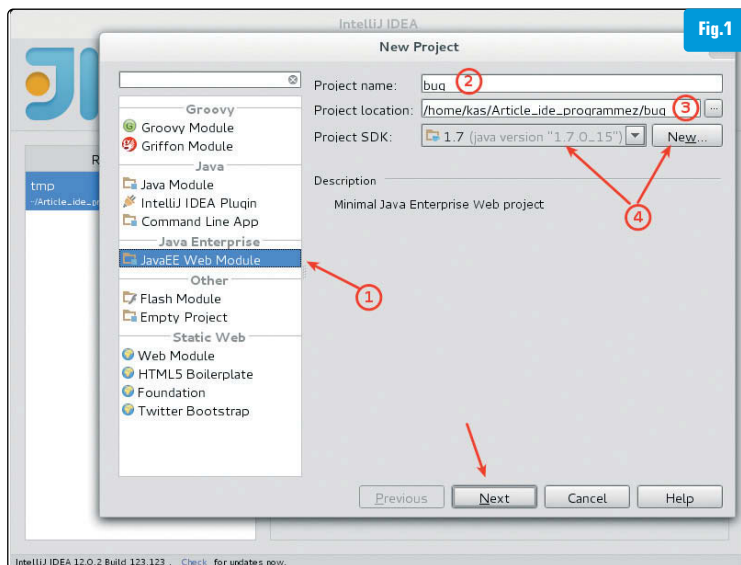 IntelliJ IDEA
Fig.1
New Project
Project name: bug 2
Project location: /home/kas/Article_ide_programmez/bug 3 ...
Project SDK: 1.7 (java version "1.7.0_15") New...
4
Description
Minimal Java Enterprise Web project
Groovy
Groovy Module
Griffon Module
Java
Java Module
IntelliJ IDEA Plugin
Command Line App
Java Enterprise
JavaEE Web Module
1
Other
Flash Module
Empty Project
Static Web
Web Module
HTML5 Boilerplate
Foundation
Twitter Bootstrap
Previous Next Cancel Help
R
tmp
~/Article_ide_pr
IntelliJ IDEA 12.0.2 Build 123.123 . Check for updates now.